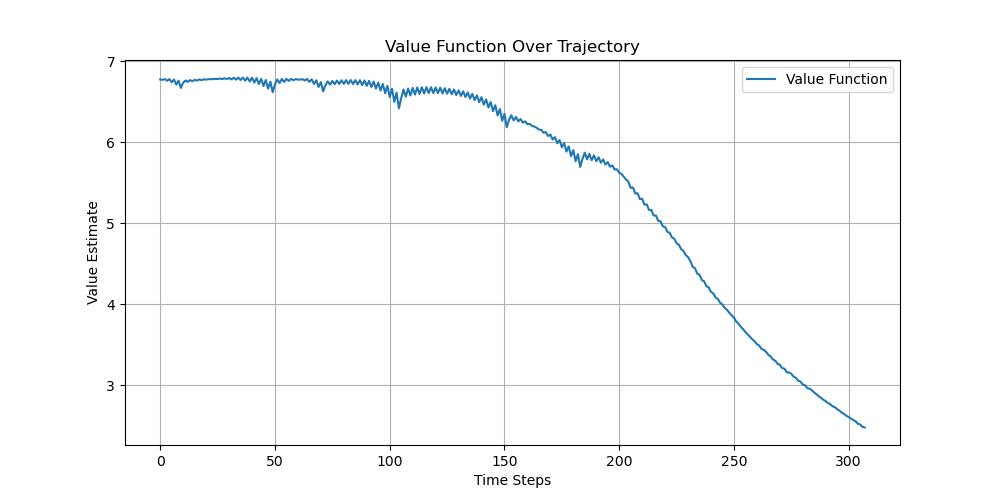 Value Function Over Trajectory
Value Function
Value Estimate
7
6
5
4
3
0 50 100 150 200 250 300
Time Steps